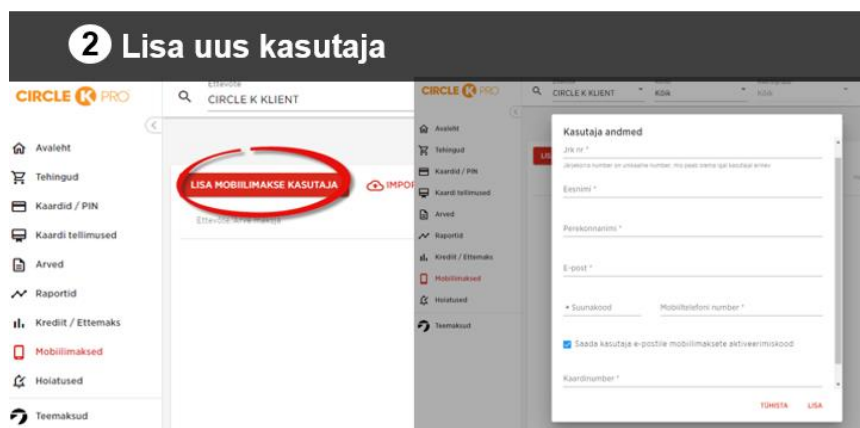 2 Lisa uus kasutaja
CIRCLE K PRO
Ettevõte
CIRCLE K KLIENT
Avaleht
Tehingud
Kaardid / PIN
Kaardi tellimused
Arved
Raportid
Krediit / Ettemaks
Mobiilimaksed
Hoiatused
Teemaksud
LISA MOBIILIMAKSE KASUTAJA
IMPOR
CIRCLE K PRO
CIRCLE K KLIENT
Kõik
Kõik
Avaleht
Tehingud
Kaardid / PIN
Kaardi tellimused
Arved
Raportid
Krediit / Ettemaks
Mobiilimaksed
Hoiatused
Teemaksud
LIS
Kasutaja andmed
Jrk nr *
Eesnimi *
Perekonnanimi *
E-post *
+ Suunakood
Mobiiltelefoni number *
Saada kasutaja e-postile mobiilimaksete aktiveerimiskood
Kaardinumber *
TÜHISTA
LISA